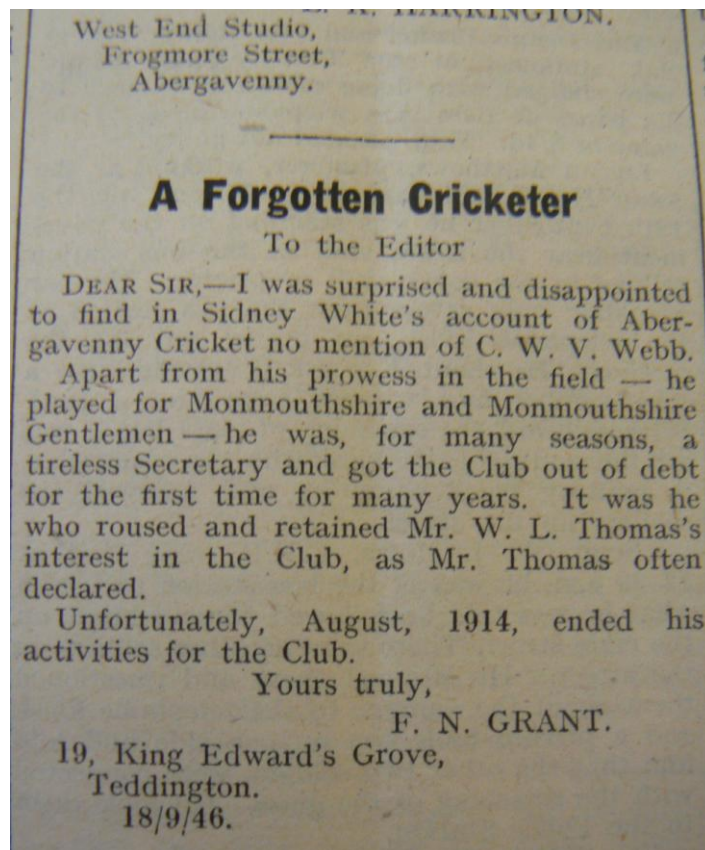 HARRINGTON.
West End Studio,
Frogmore Street,
Abergavenny.
A Forgotten Cricketer
To the Editor
DEAR SIR,—I was surprised and disappointed
to find in Sidney White's account of Aber-
gavenny Cricket no mention of C. W. V. Webb.
Apart from his prowess in the field — he
played for Monmouthshire and Monmouthshire
Gentlemen — he was, for many seasons, a
tireless Secretary and got the Club out of debt
for the first time for many years. It was he
who roused and retained Mr. W. L. Thomas's
interest in the Club, as Mr. Thomas often
declared.
Unfortunately, August, 1914, ended his
activities for the Club.
Yours truly,
F. N. GRANT.
19, King Edward's Grove,
Teddington.
18/9/46.